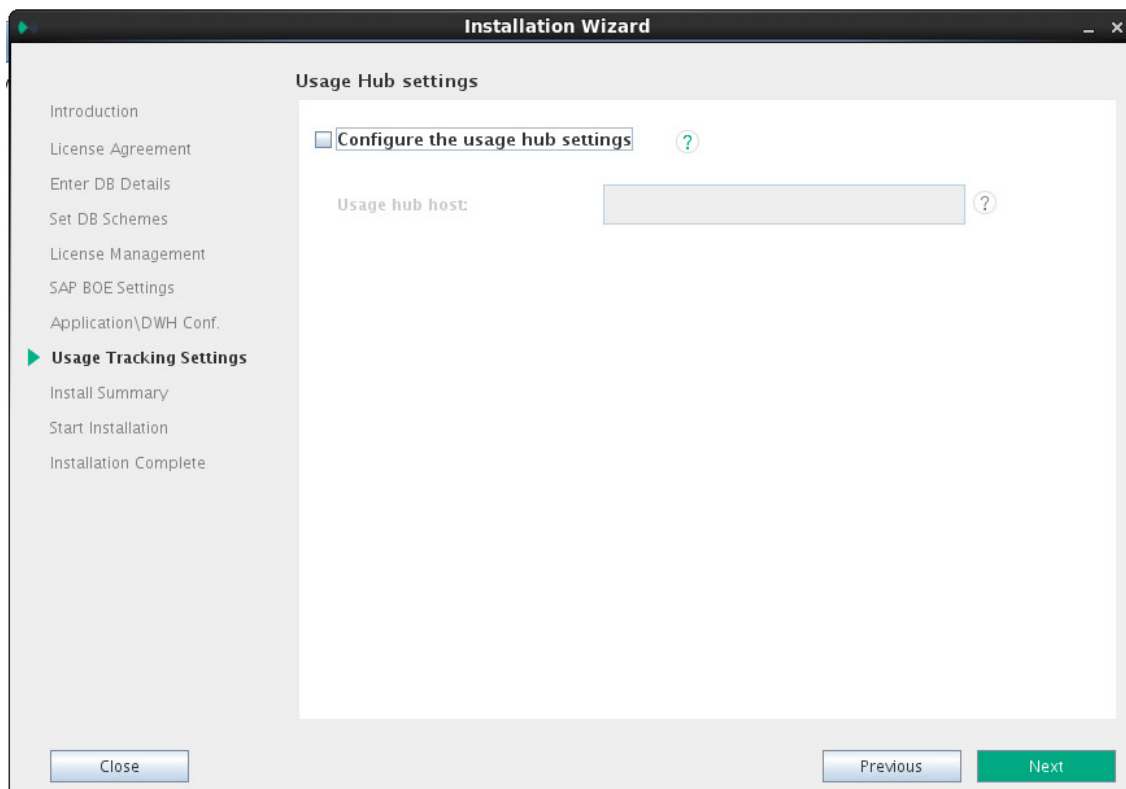 Installation Wizard
Usage Hub settings
Introduction
License Agreement
Enter DB Details
Set DB Schemes
License Management
SAP BOE Settings
Application\DWH Conf.
Usage Tracking Settings
Install Summary
Start Installation
Installation Complete
Configure the usage hub settings ?
Usage hub host: ?
Close
Previous
Next